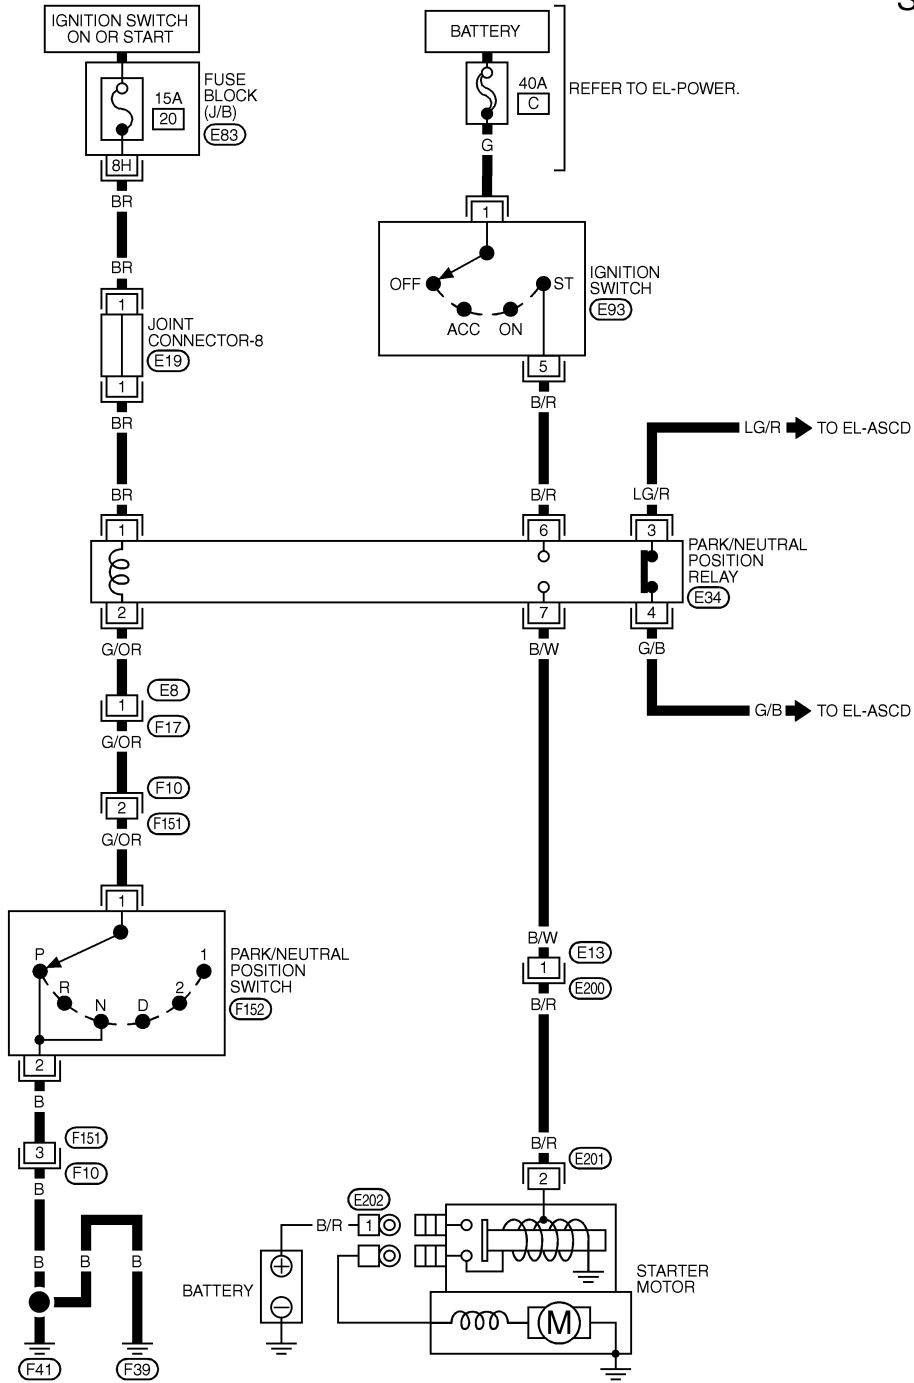 IGNITION SWITCH
ON OR START
BATTERY
FUSE
BLOCK
(J/B)
E83
15A
20
40A
C
REFER TO EL-POWER.
8H
G
BR
1
BR
OFF
ST
ACC
ON
IGNITION
SWITCH
E93
1
JOINT
CONNECTOR-8
E19
1
5
BR
B/R
LG/R
TO EL-ASCD
BR
B/R
LG/R
1
6
3
PARK/NEUTRAL
POSITION
RELAY
E34
2
7
4
G/OR
B/W
G/B
E8
1
F17
G/B
TO EL-ASCD
G/OR
F10
2
F151
G/OR
1
P
R
N
D
2
1
PARK/NEUTRAL
POSITION
SWITCH
F152
B/W
E13
1
E200
B/R
2
B
F151
3
F10
B
B/R
E201
2
E202
B/R
1
B
B
B
BATTERY
STARTER
MOTOR
M
F41
F39